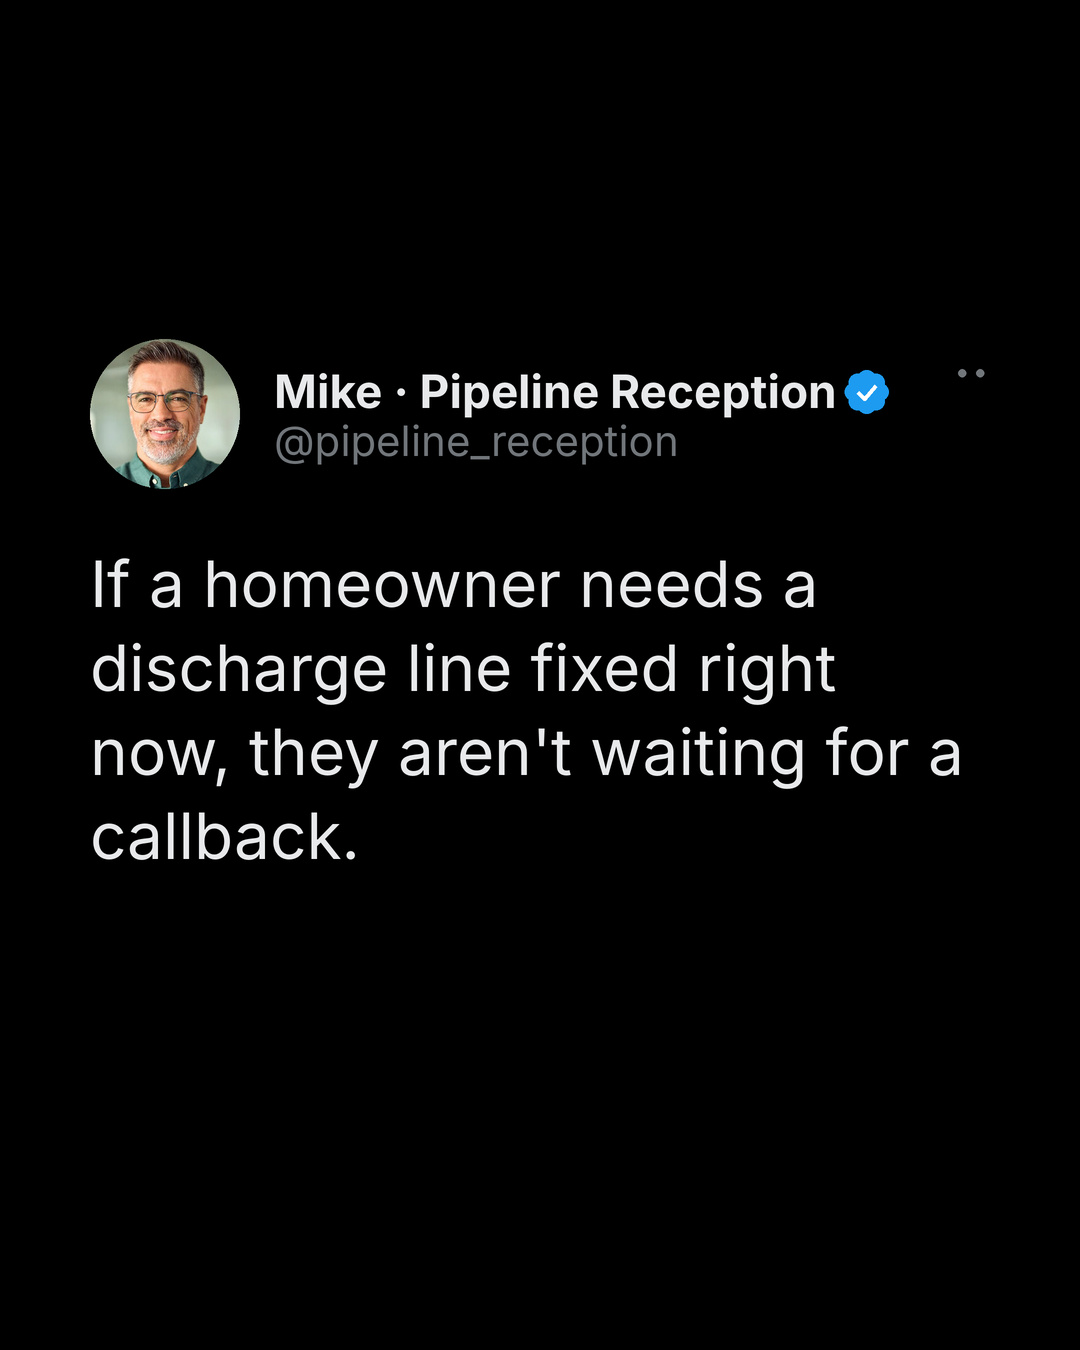 Mike · Pipeline Reception
@pipeline_reception
If a homeowner needs a
discharge line fixed right
now, they aren't waiting for a
callback.